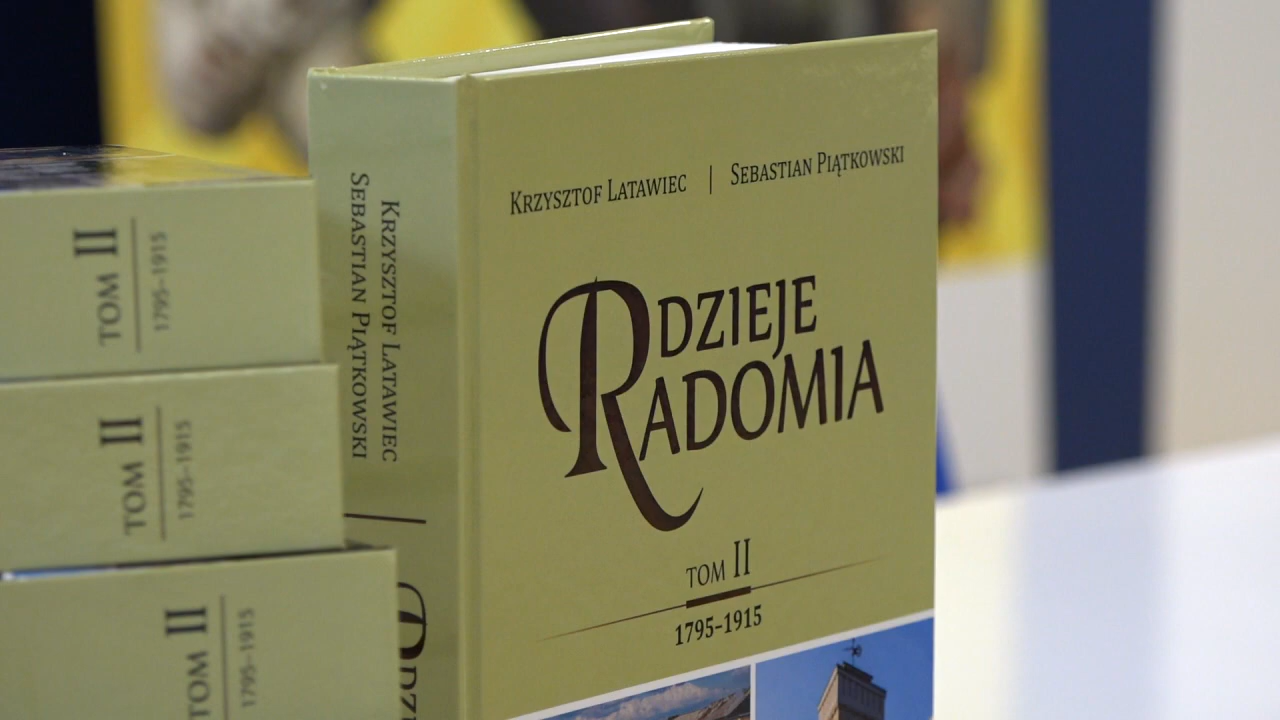 TOM II
1795–1915
TOM II
1795–1915
TOM II
1795–1915
KRZYSZTOF LATAWIEC
SEBASTIAN PIĄTKOWSKI
KRZYSZTOF LATAWIEC | SEBASTIAN PIĄTKOWSKI
DZIEJE
RADOMIA
TOM II
1795–1915